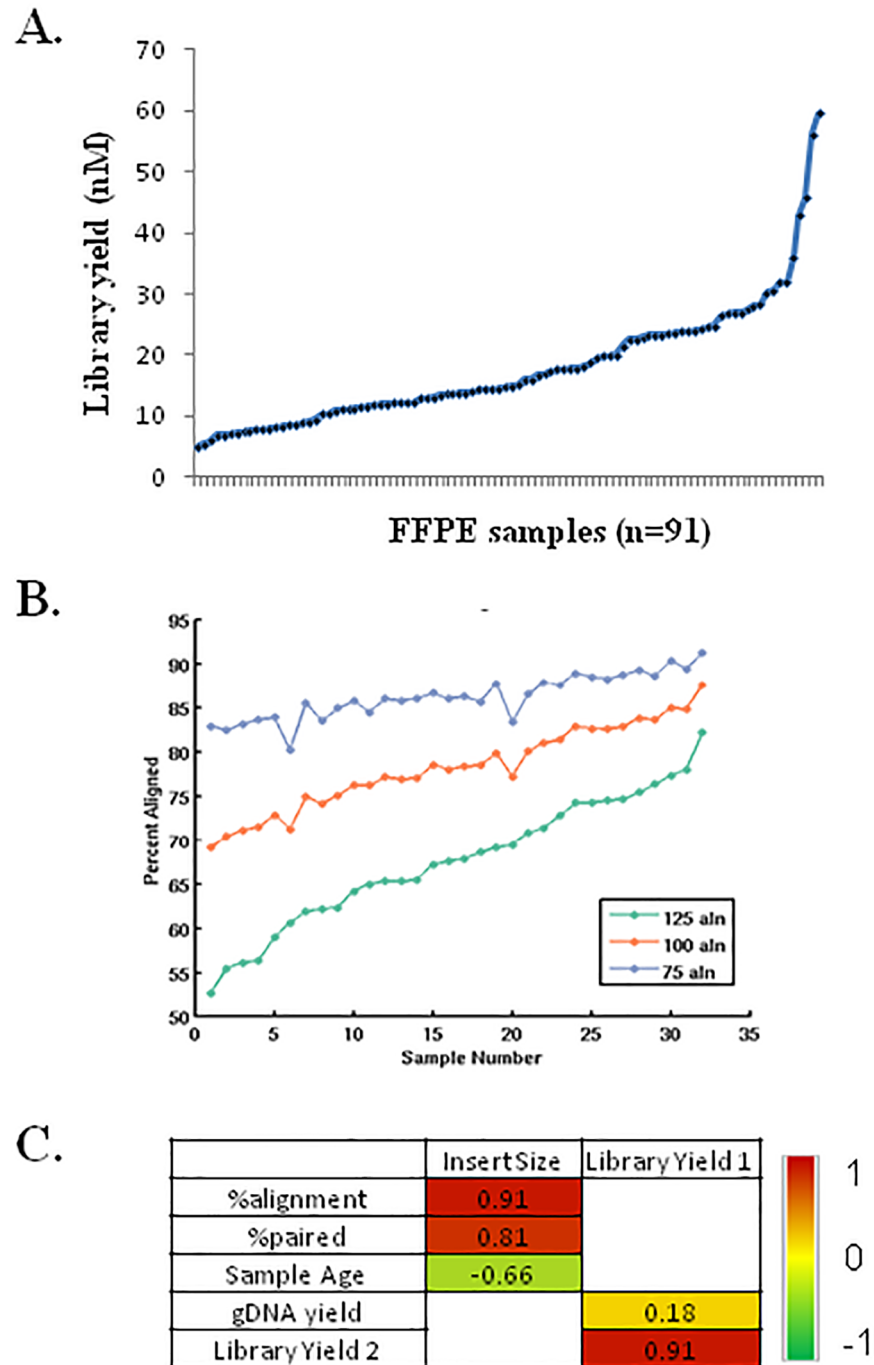 A.
70
60
50
40
30
20
10
0
Library yield (nM)
FFPE samples (n=91)
B.
95
90
85
80
75
70
65
60
55
50
Percent Aligned
0 5 10 15 20 25 30 35
Sample Number
125 aln
100 aln
75 aln
C.
InsertSize Library Yield 1
%alignment 0.91
%paired 0.81
Sample Age -0.66
gDNA yield 0.18
Library Yield 2 0.91
1
0
-1